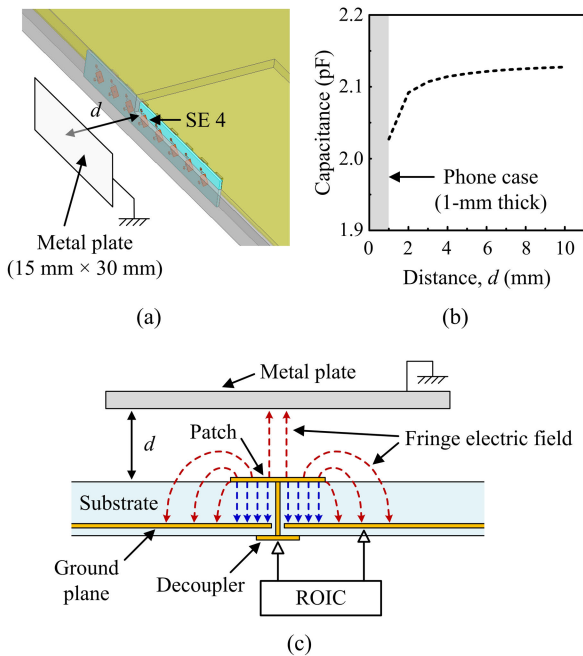 (a)
d
SE 4
Metal plate
(15 mm × 30 mm)
(b)
Capacitance (pF)
2.2
2.1
2.0
1.9
Phone case
(1-mm thick)
0 2 4 6 8 10
Distance, d (mm)
(a)
(b)
Metal plate
d
Patch
Fringe electric field
Substrate
Ground
plane
Decoupler
ROIC
(c)